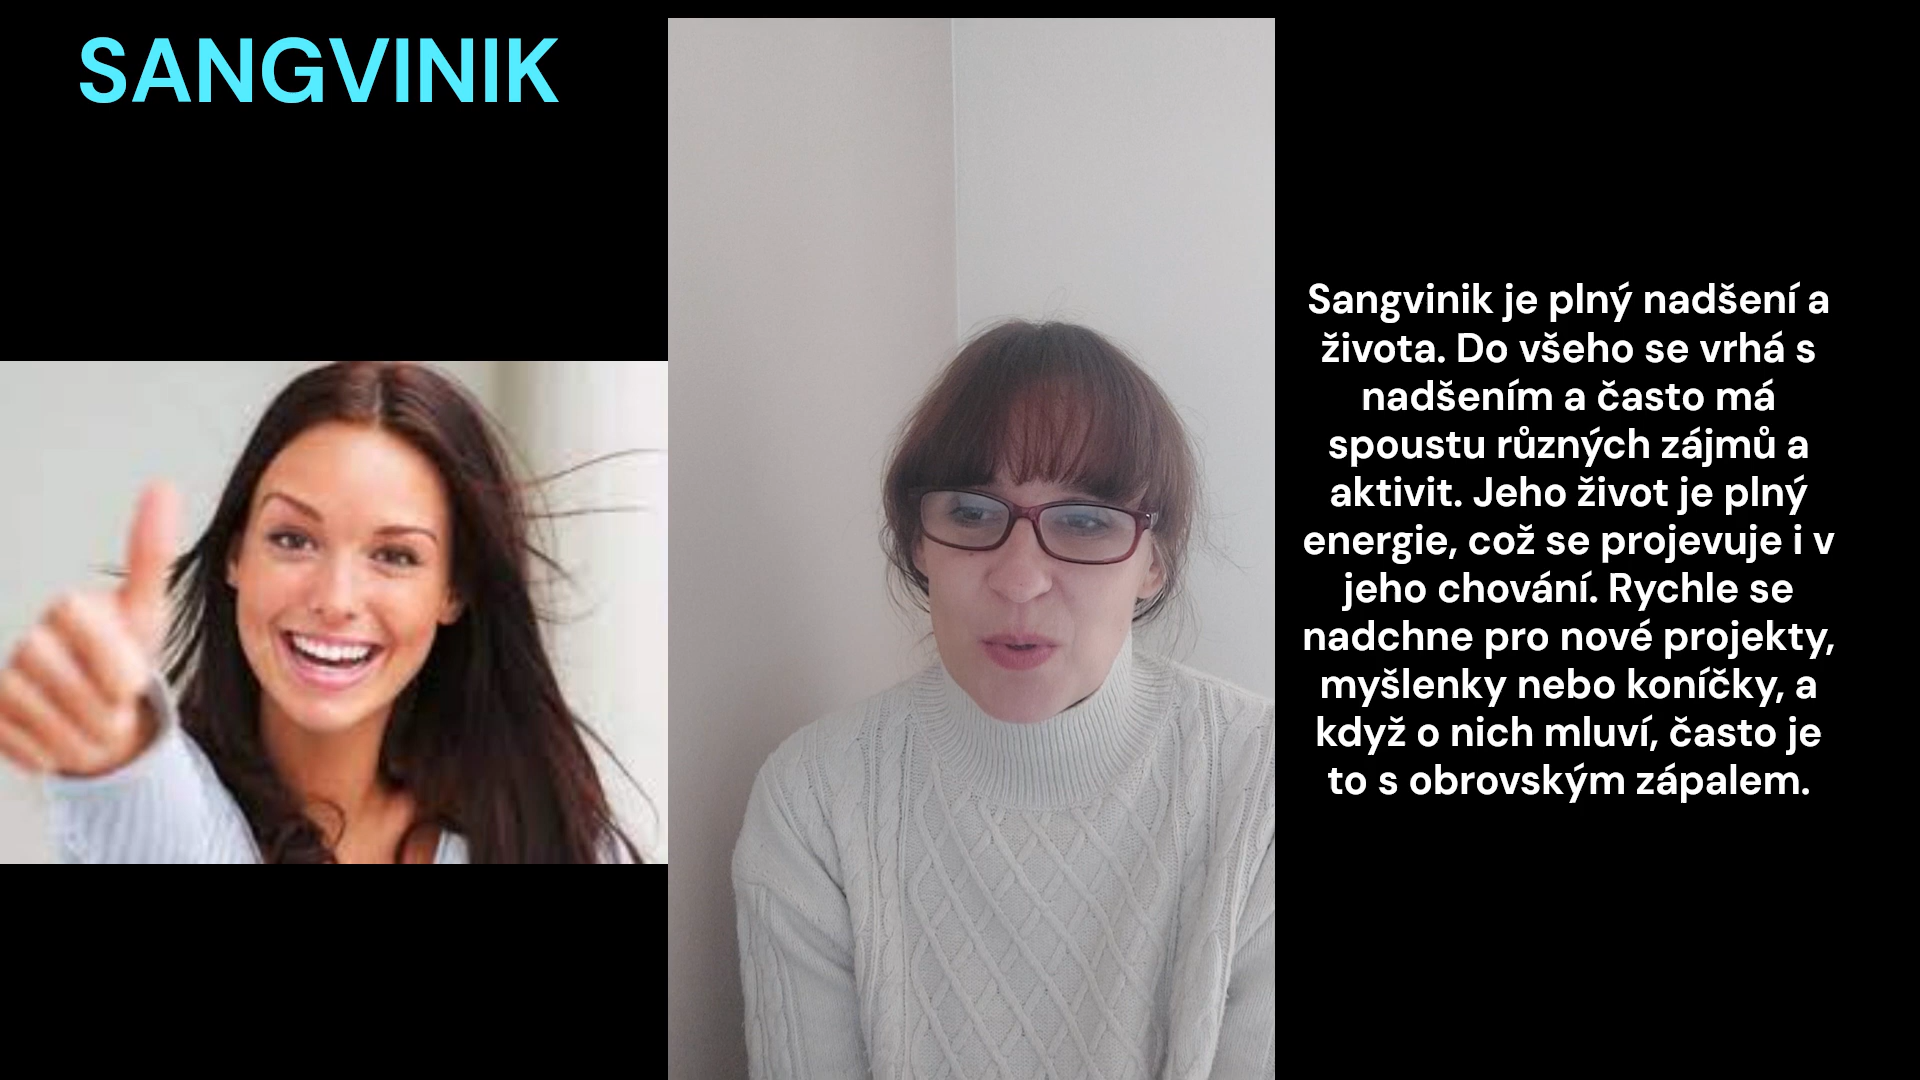 SANGVINIK
Sangvinik je plný nadšení a
života. Do všeho se vrhá s
nadšením a často má
spoustu různých zájmů a
aktivit. Jeho život je plný
energie, což se projevuje i v
jeho chování. Rychle se
nadchne pro nové projekty,
myšlenky nebo koníčky, a
když o nich mluví, často je
to s obrovským zápalem.